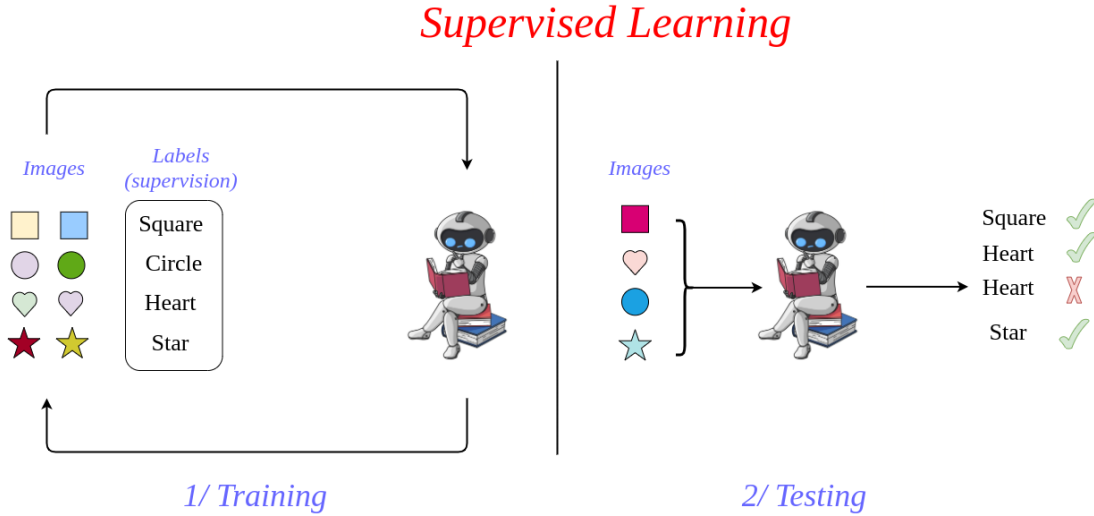 Supervised Learning
Images
Labels
(supervision)
Square
Circle
Heart
Star
1/ Training
Images
Square
Heart
Heart
Star
2/ Testing